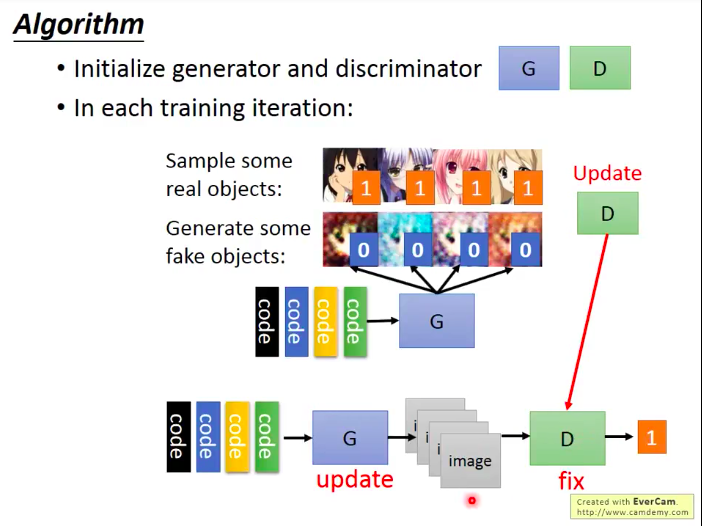 Algorithm
• Initialize generator and discriminator
G
D
• In each training iteration:
Sample some
real objects:
1
1
1
1
Update
D
Generate some
fake objects:
0
0
0
0
code
code
code
code
G
code
code
code
code
G
update
image
D
fix
1
Created with EverCam.
http://www.camdemy.com